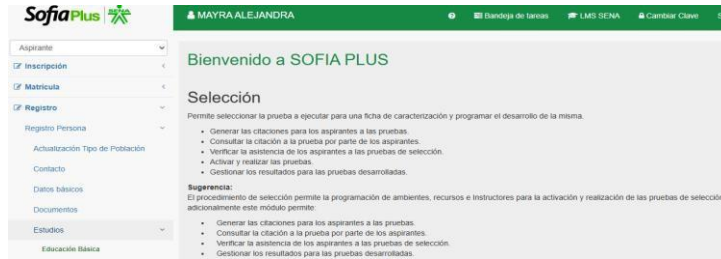 SofiaPlus
MAYRA ALEJANDRA
Bandeja de tareas
LMS SENA
Cambiar Clave
Aspirante
Inscripción
Matricula
Registro
Registro Persona
Actualización Tipo de Población
Contacto
Datos básicos
Documentos
Estudios
Educación Básica
Bienvenido a SOFIA PLUS
Selección
Permite seleccionar la prueba a ejecutar para una ficha de caracterización y programar el desarrollo de la misma.
• Generar las citaciones para los aspirantes a las pruebas.
• Consultar la citación a la prueba por parte de los aspirantes.
• Verificar la asistencia de los aspirantes a las pruebas de selección.
• Activar y realizar las pruebas.
• Gestionar los resultados para las pruebas desarrolladas.
Sugerencia:
El procedimiento de selección permite la programación de ambientes, recursos e instructores para la activación y realización de las pruebas de selecció
adicionalmente este módulo permite:
• Generar las citaciones para los aspirantes a las pruebas.
• Consultar la citación a la prueba por parte de los aspirantes.
• Verificar la asistencia de los aspirantes a las pruebas de selección.
• Gestionar los resultados para las pruebas desarrolladas.